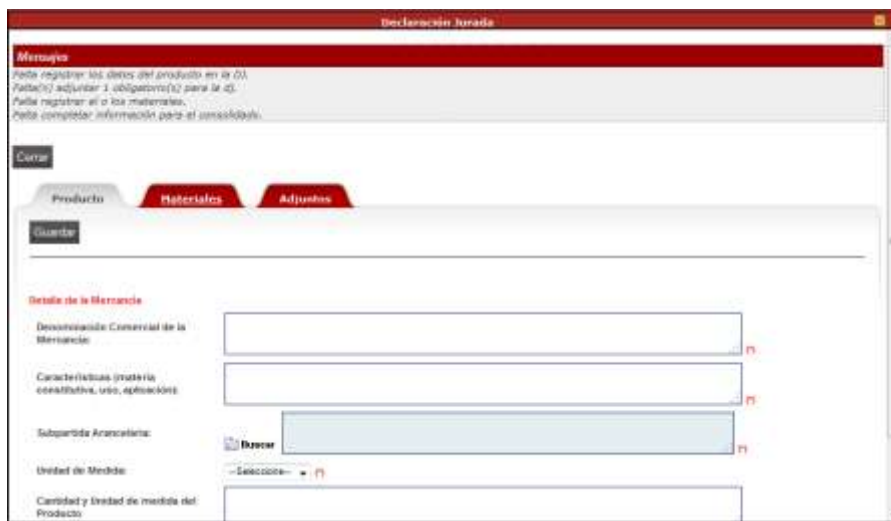 Declaración Jurada
Mensajes
Falta registrar los datos del producto en la DJ.
Falta(n) adjuntar 1 obligatorio(s) para la dj.
Falta registrar el o los materiales.
Falta completar información para el consolidado.
Cerrar
Producto Materiales Adjuntos
Guardar
Detalle de la Mercancía
Denominación Comercial de la
Mercancía:
(*)
Características (materia
constitutiva, uso, aplicación):
(*)
Subpartida Arancelaria:
Buscar
(*)
Unidad de Medida: --Seleccione-- (*)
Cantidad y Unidad de medida del
Producto